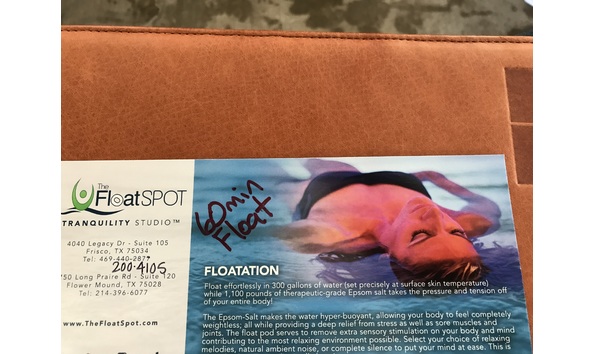 The
FloatSPOT
TRANQUILITY STUDIO™
4040 Legacy Dr - Suite 105
Frisco, TX 75034
Tel: 469-440-2877
200-4105
750 Long Praire Rd - Suite 120
Flower Mound, TX 75028
Tel: 214-396-6077
www.TheFloatSpot.com
60 min
Float
FLOATATION
Float effortlessly in 300 gallons of water (set precisely at surface skin temperature)
while 1,100 pounds of therapeutic-grade Epsom salt takes the pressure and tension off
of your entire body!
The Epsom-Salt makes the water hyper-buoyant, allowing your body to feel completely
weightless; all while providing a deep relief from stress as well as sore muscles and
joints. The float pod serves to remove extra sensory stimulation on your body and mind
contributing to the most relaxing environment possible. Select your choice of relaxing
melodies, natural ambient noise, or complete silence to put your mind at ease. This is